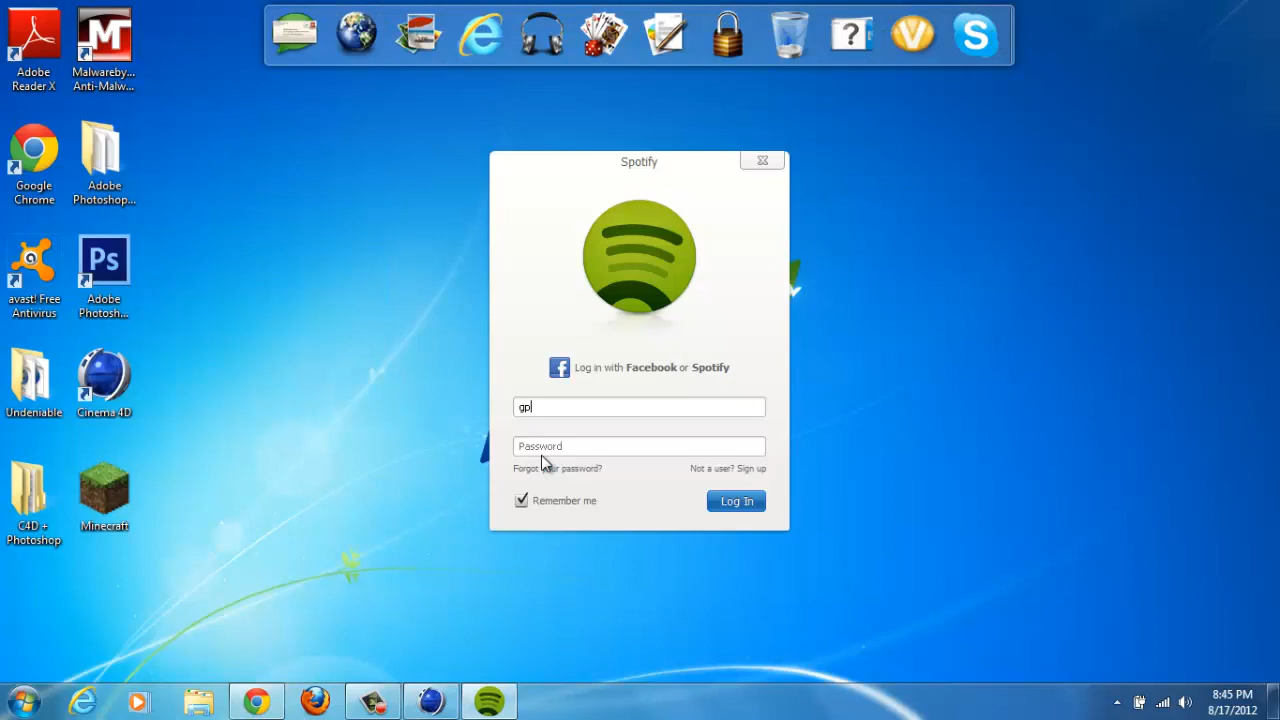 Adobe
Reader X
Malwareby...
Anti-Malw...
Google
Chrome
Adobe
Photoshop...
avast! Free
Antivirus
Ps
Adobe
Photosh...
Undeniable
Cinema 4D
C4D +
Photoshop
Minecraft
Spotify
Log in with Facebook or Spotify
gp
Password
Forgot your password?
Not a user? Sign up
Remember me
Log In
8:45 PM
8/17/2012